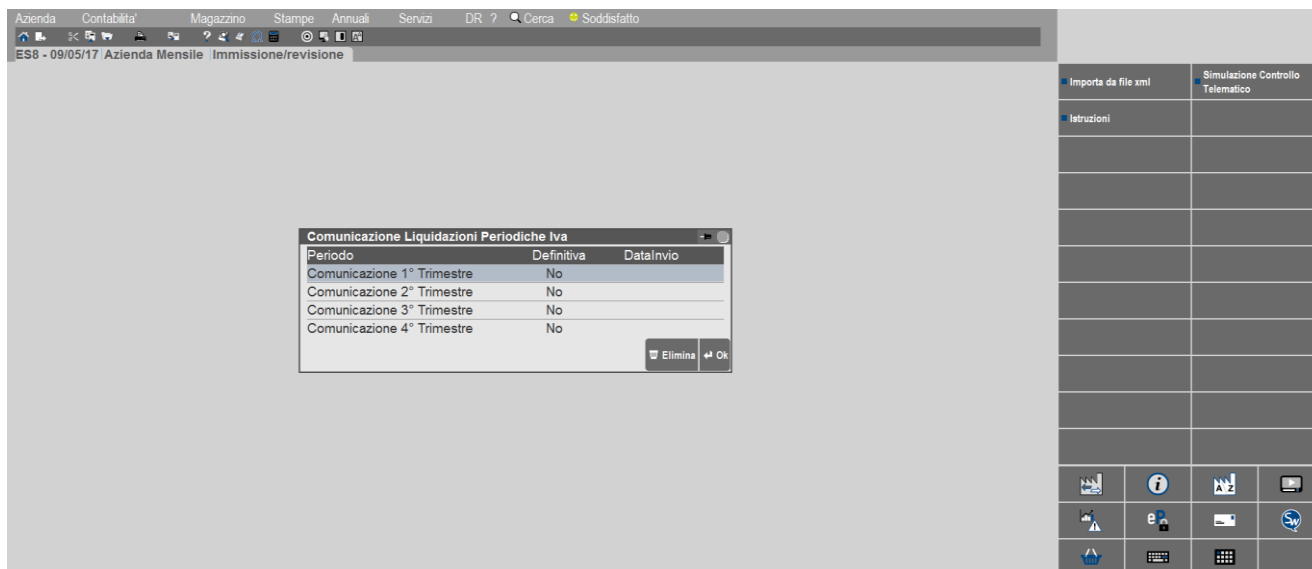 Azienda Contabilita' Magazzino Stampe Annuali Servizi DR ? Cerca Soddisfatto
ES8 - 09/05/17 Azienda Mensile Immissione/revisione
Importa da file xml
Simulazione Controllo
Telematico
Istruzioni
Comunicazione Liquidazioni Periodiche Iva
Periodo Definitiva DataInvio
Comunicazione 1° Trimestre No
Comunicazione 2° Trimestre No
Comunicazione 3° Trimestre No
Comunicazione 4° Trimestre No
Elimina Ok
A Z
Sw